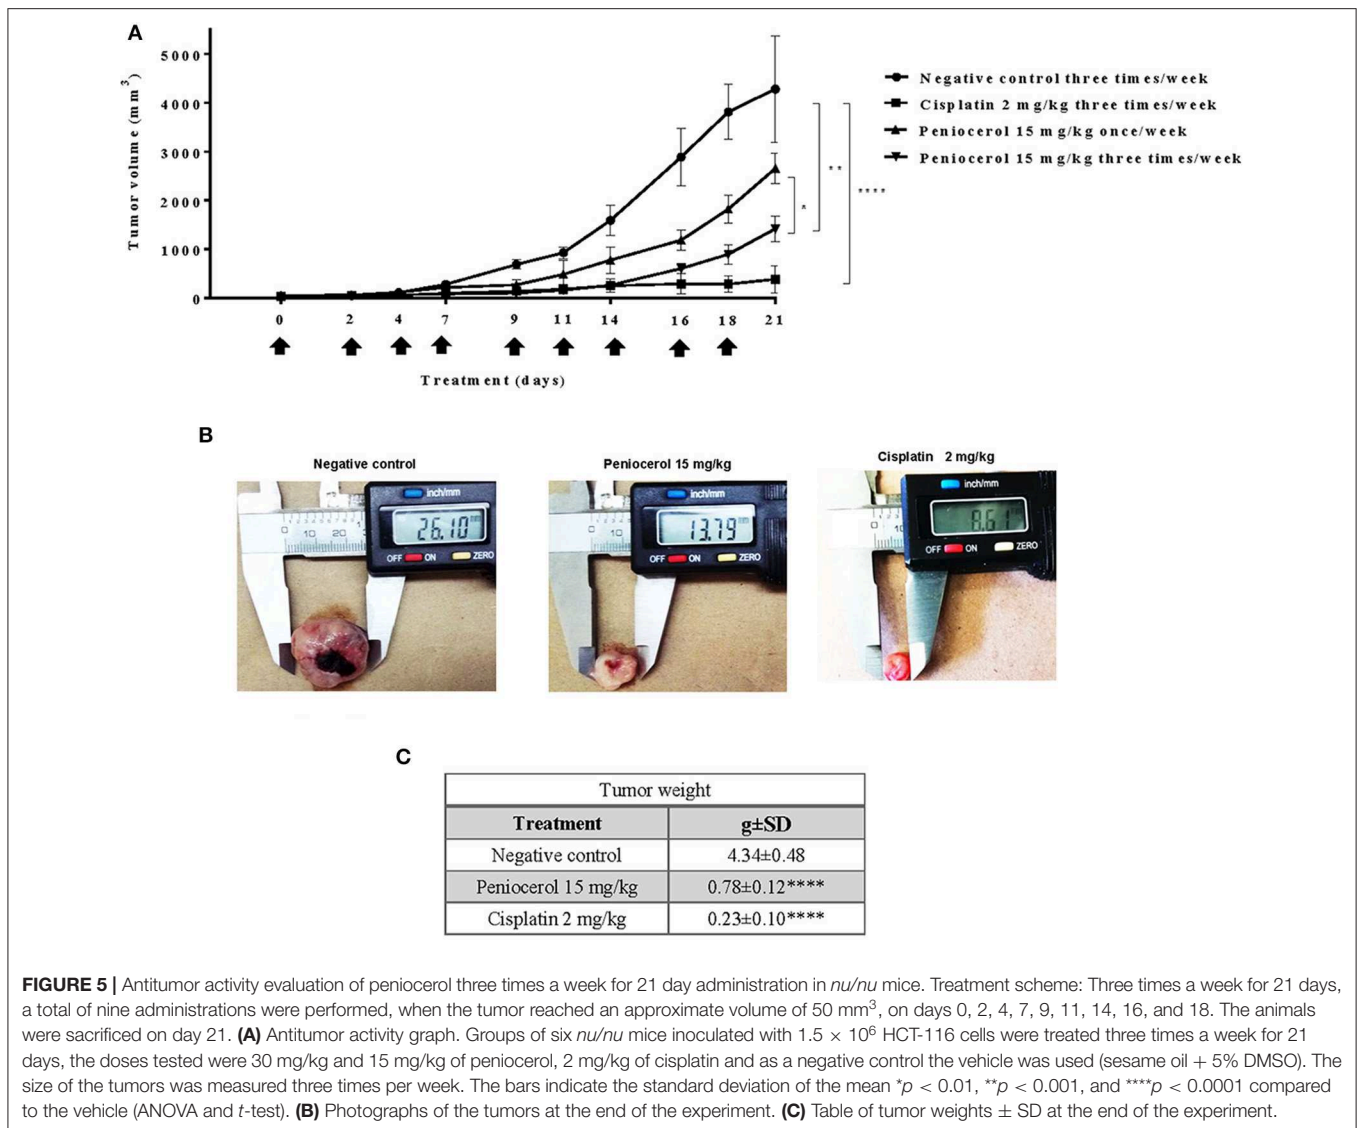 A
Tumor volume (mm³)
5000
4000
3000
2000
1000
0
0 2 4 7 9 11 14 16 18 21
Treatment (days)
*
**
****
Negative control three times/week
Cisplatin 2 mg/kg three times/week
Peniocerol 15 mg/kg once/week
Peniocerol 15 mg/kg three times/week
B
Negative control
Peniocerol 15 mg/kg
Cisplatin 2 mg/kg
inch/mm
26.10
0 10 20
OFF ON ZERO
inch/mm
13.79
0 10
OFF ON ZERO
inch/mm
8.61
0 10
OFF ON ZERO
C
Tumor weight
Treatment g±SD
Negative control 4.34±0.48
Peniocerol 15 mg/kg 0.78±0.12****
Cisplatin 2 mg/kg 0.23±0.10****
FIGURE 5 | Antitumor activity evaluation of peniocerol three times a week for 21 day administration in nu/nu mice. Treatment scheme: Three times a week for 21 days,
a total of nine administrations were performed, when the tumor reached an approximate volume of 50 mm³, on days 0, 2, 4, 7, 9, 11, 14, 16, and 18. The animals
were sacrificed on day 21. (A) Antitumor activity graph. Groups of six nu/nu mice inoculated with 1.5 × 10⁶ HCT-116 cells were treated three times a week for 21
days, the doses tested were 30 mg/kg and 15 mg/kg of peniocerol, 2 mg/kg of cisplatin and as a negative control the vehicle was used (sesame oil + 5% DMSO). The
size of the tumors was measured three times per week. The bars indicate the standard deviation of the mean *p < 0.01, **p < 0.001, and ****p < 0.0001 compared
to the vehicle (ANOVA and t-test). (B) Photographs of the tumors at the end of the experiment. (C) Table of tumor weights ± SD at the end of the experiment.